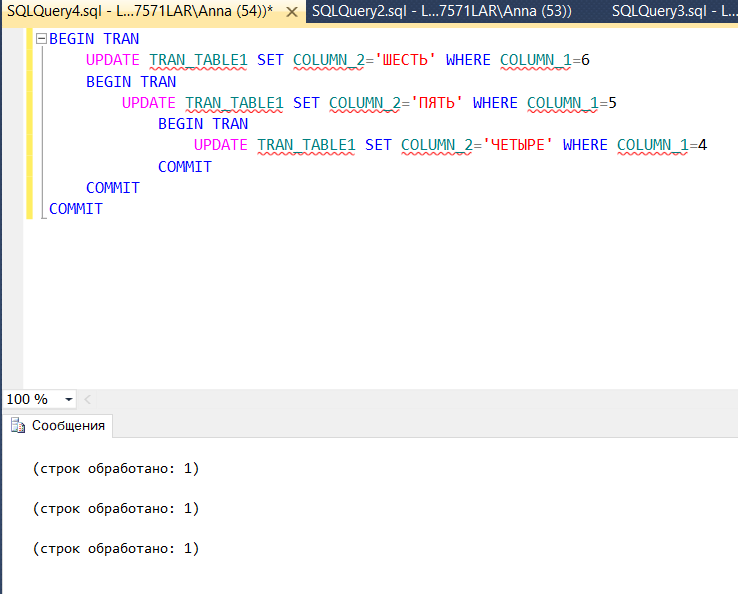 SQLQuery4.sql - L...7571LAR\Anna (54))* SQLQuery2.sql - L...7571LAR\Anna (53)) SQLQuery3.sql - L...
BEGIN TRAN
UPDATE TRAN_TABLE1 SET COLUMN_2='ШЕСТЬ' WHERE COLUMN_1=6
BEGIN TRAN
UPDATE TRAN_TABLE1 SET COLUMN_2='ПЯТЬ' WHERE COLUMN_1=5
BEGIN TRAN
UPDATE TRAN_TABLE1 SET COLUMN_2='ЧЕТЫРЕ' WHERE COLUMN_1=4
COMMIT
COMMIT
COMMIT
100 %
Сообщения
(строк обработано: 1)
(строк обработано: 1)
(строк обработано: 1)